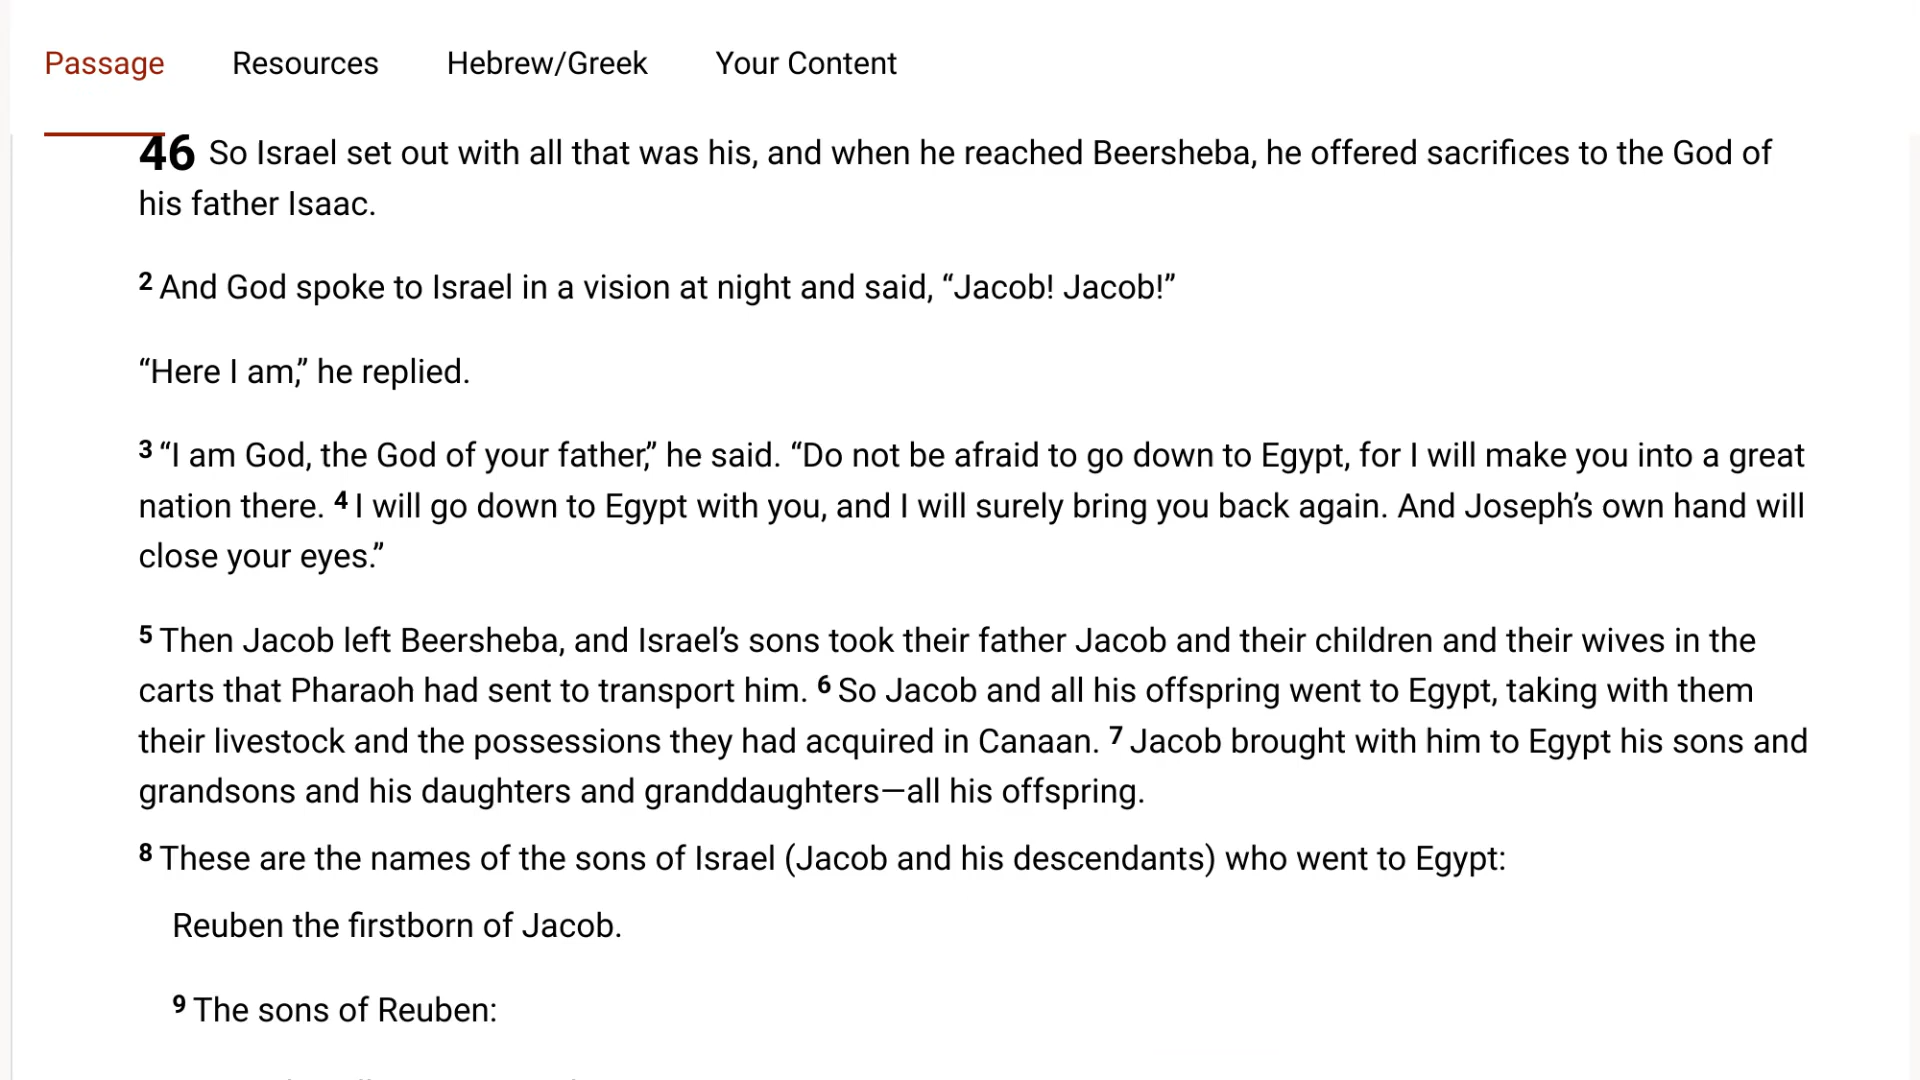 Passage Resources Hebrew/Greek Your Content
46 So Israel set out with all that was his, and when he reached Beersheba, he offered sacrifices to the God of
his father Isaac.
2 And God spoke to Israel in a vision at night and said, “Jacob! Jacob!”
“Here I am,” he replied.
3 “I am God, the God of your father,” he said. “Do not be afraid to go down to Egypt, for I will make you into a great
nation there. 4 I will go down to Egypt with you, and I will surely bring you back again. And Joseph’s own hand will
close your eyes.”
5 Then Jacob left Beersheba, and Israel’s sons took their father Jacob and their children and their wives in the
carts that Pharaoh had sent to transport him. 6 So Jacob and all his offspring went to Egypt, taking with them
their livestock and the possessions they had acquired in Canaan. 7 Jacob brought with him to Egypt his sons and
grandsons and his daughters and granddaughters—all his offspring.
8 These are the names of the sons of Israel (Jacob and his descendants) who went to Egypt:
Reuben the firstborn of Jacob.
9 The sons of Reuben: